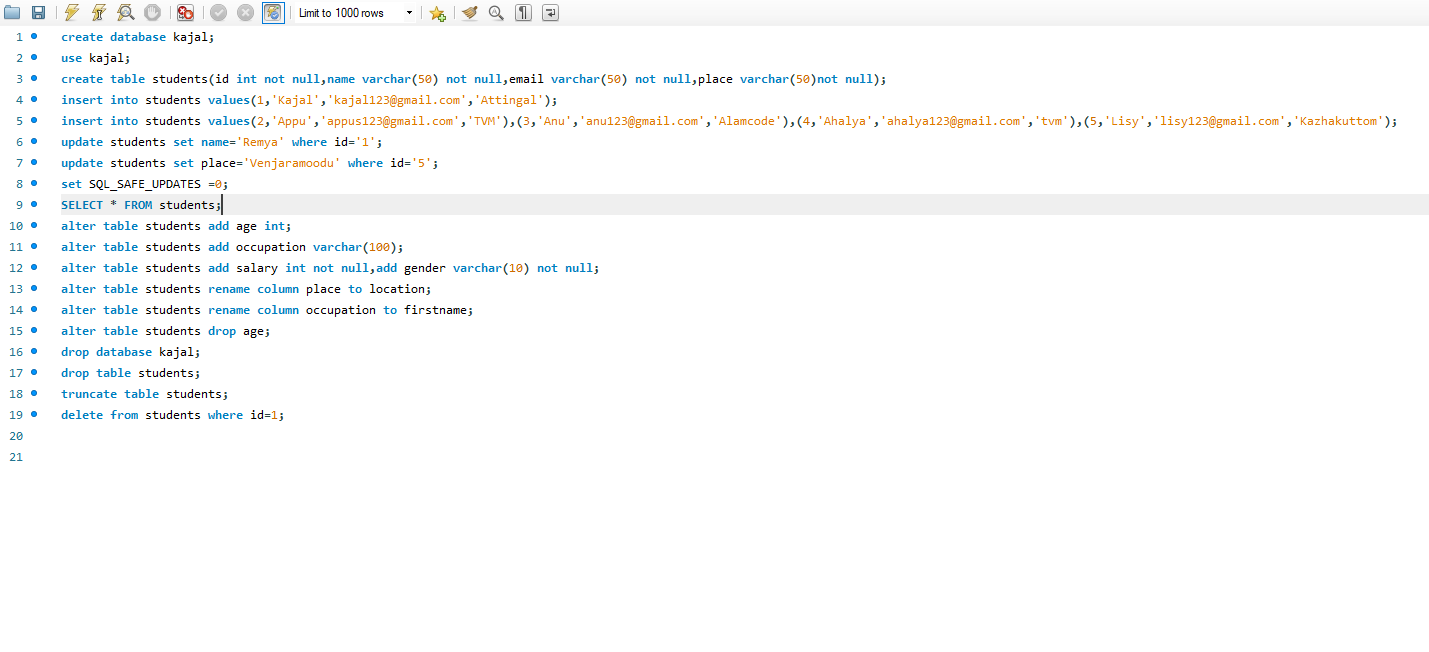 Limit to 1000 rows
1 create database kajal;
2 use kajal;
3 create table students(id int not null,name varchar(50) not null,email varchar(50) not null,place varchar(50)not null);
4 insert into students values(1,'Kajal','kajal123@gmail.com','Attingal');
5 insert into students values(2,'Appu','appus123@gmail.com','TVM'),(3,'Anu','anu123@gmail.com','Alamcode'),(4,'Ahalya','ahalya123@gmail.com','tvm'),(5,'Lisy','lisy123@gmail.com','Kazhakuttom');
6 update students set name='Remya' where id='1';
7 update students set place='Venjaramoodu' where id='5';
8 set SQL_SAFE_UPDATES =0;
9 SELECT * FROM students;
10 alter table students add age int;
11 alter table students add occupation varchar(100);
12 alter table students add salary int not null,add gender varchar(10) not null;
13 alter table students rename column place to location;
14 alter table students rename column occupation to firstname;
15 alter table students drop age;
16 drop database kajal;
17 drop table students;
18 truncate table students;
19 delete from students where id=1;
20
21